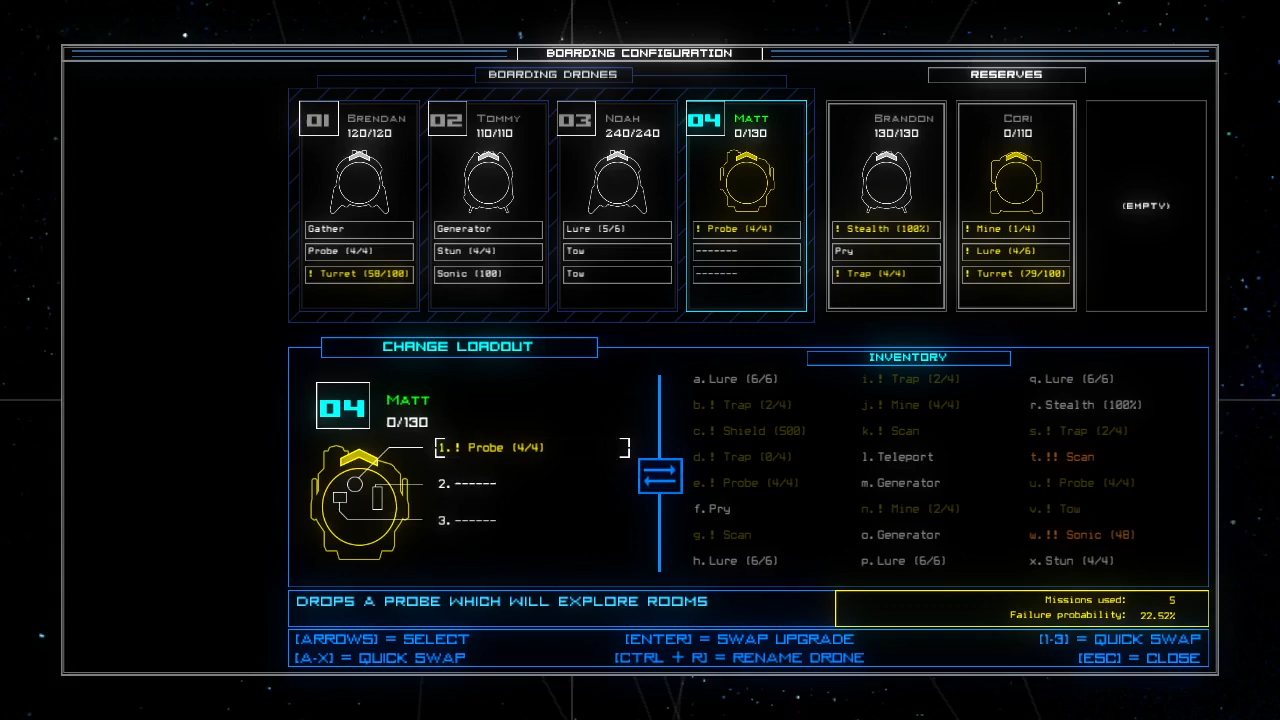 BOARDING CONFIGURATION
BOARDING DRONES
RESERVES
01 BRENDAN 120/120
02 TOMMY 110/110
03 NOAH 240/240
04 MATT 0/130
BRANDON 130/130
CORI 0/110
Gather
Probe (4/4)
! Turret (58/100)
Generator
Stun (4/4)
Sonic (100)
Lure (5/6)
Tow
Tow
! Probe (4/4)
-------
-------
! Stealth (100%)
Pry
! Trap (4/4)
! Mine (1/4)
! Lure (4/6)
! Turret (79/100)
(EMPTY)
CHANGE LOADOUT
04 MATT
0/130
1.! Probe (4/4)
2.------
3.------
INVENTORY
a.Lure (6/6)
b.! Trap (2/4)
c.! Shield (500)
d.! Trap (0/4)
e.! Probe (4/4)
f.Pry
g.! Scan
h.Lure (6/6)
i.! Trap (2/4)
j.! Mine (4/4)
k.! Scan
l.Teleport
m.Generator
n.! Mine (2/4)
o.Generator
p.Lure (6/6)
q.Lure (6/6)
r.Stealth (100%)
s.! Trap (2/4)
t.!! Scan
u.! Probe (4/4)
v.! Tow
w.!! Sonic (48)
x.Stun (4/4)
DROPS A PROBE WHICH WILL EXPLORE ROOMS
Missions used: 5
Failure probability: 22.52%
[ARROWS] = SELECT
[ENTER] = SWAP UPGRADE
[1-3] = QUICK SWAP
[A-X] = QUICK SWAP
[CTRL + R] = RENAME DRONE
[ESC] = CLOSE